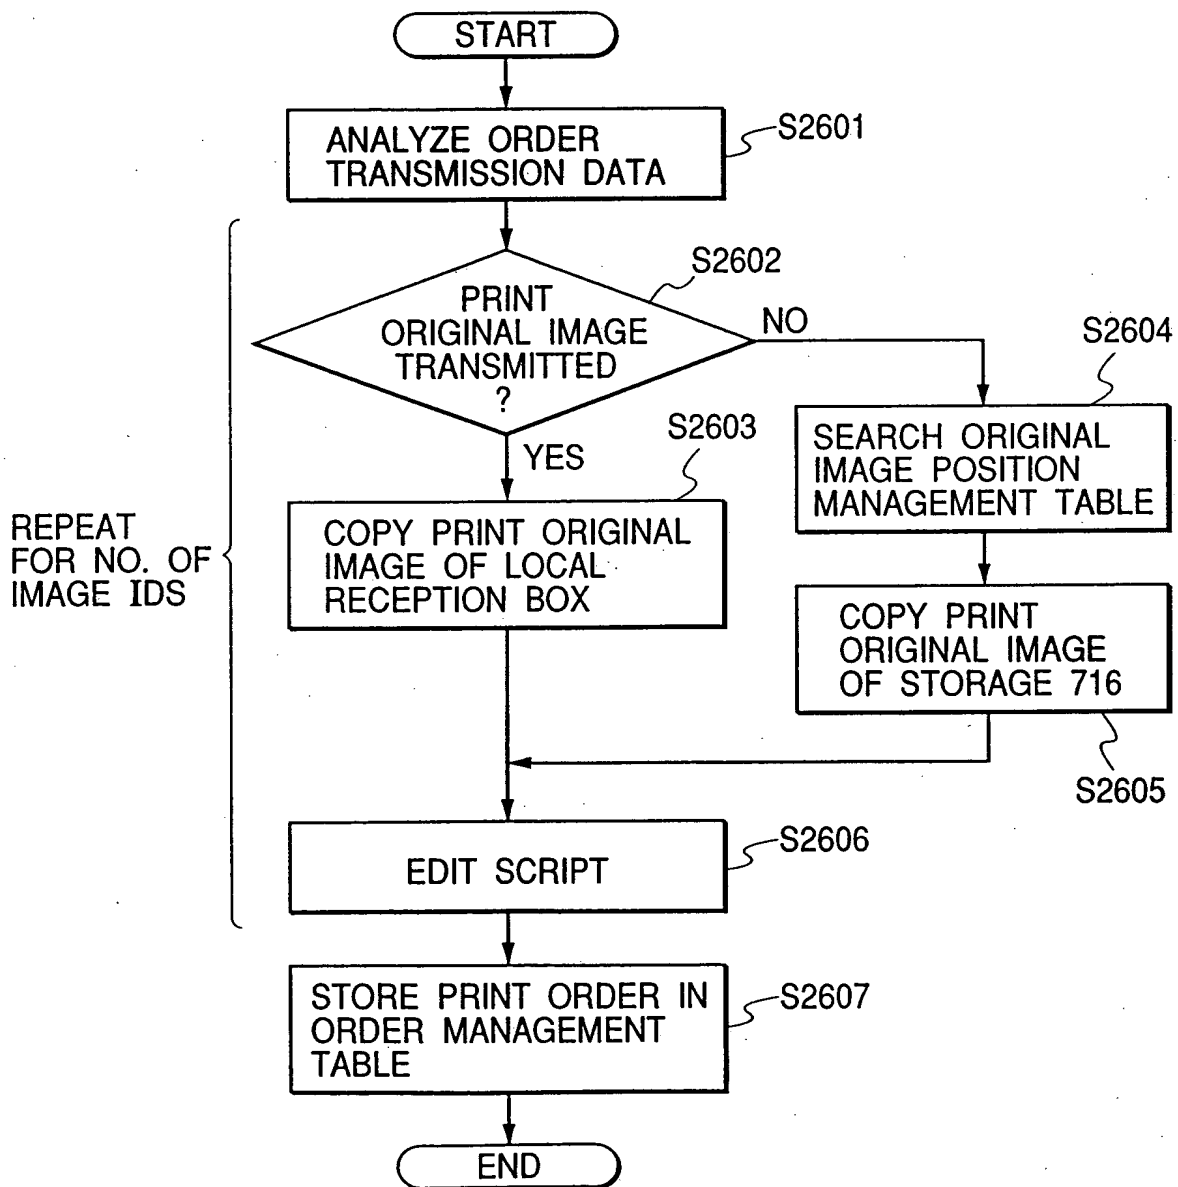 START
ANALYZE ORDER
TRANSMISSION DATA
S2601
PRINT
ORIGINAL IMAGE
TRANSMITTED
?
S2602
NO
YES
S2603
S2604
SEARCH ORIGINAL
IMAGE POSITION
MANAGEMENT TABLE
REPEAT
FOR NO. OF
IMAGE IDS
COPY PRINT ORIGINAL
IMAGE OF LOCAL
RECEPTION BOX
COPY PRINT
ORIGINAL IMAGE
OF STORAGE 716
S2605
EDIT SCRIPT
S2606
STORE PRINT ORDER IN
ORDER MANAGEMENT
TABLE
S2607
END